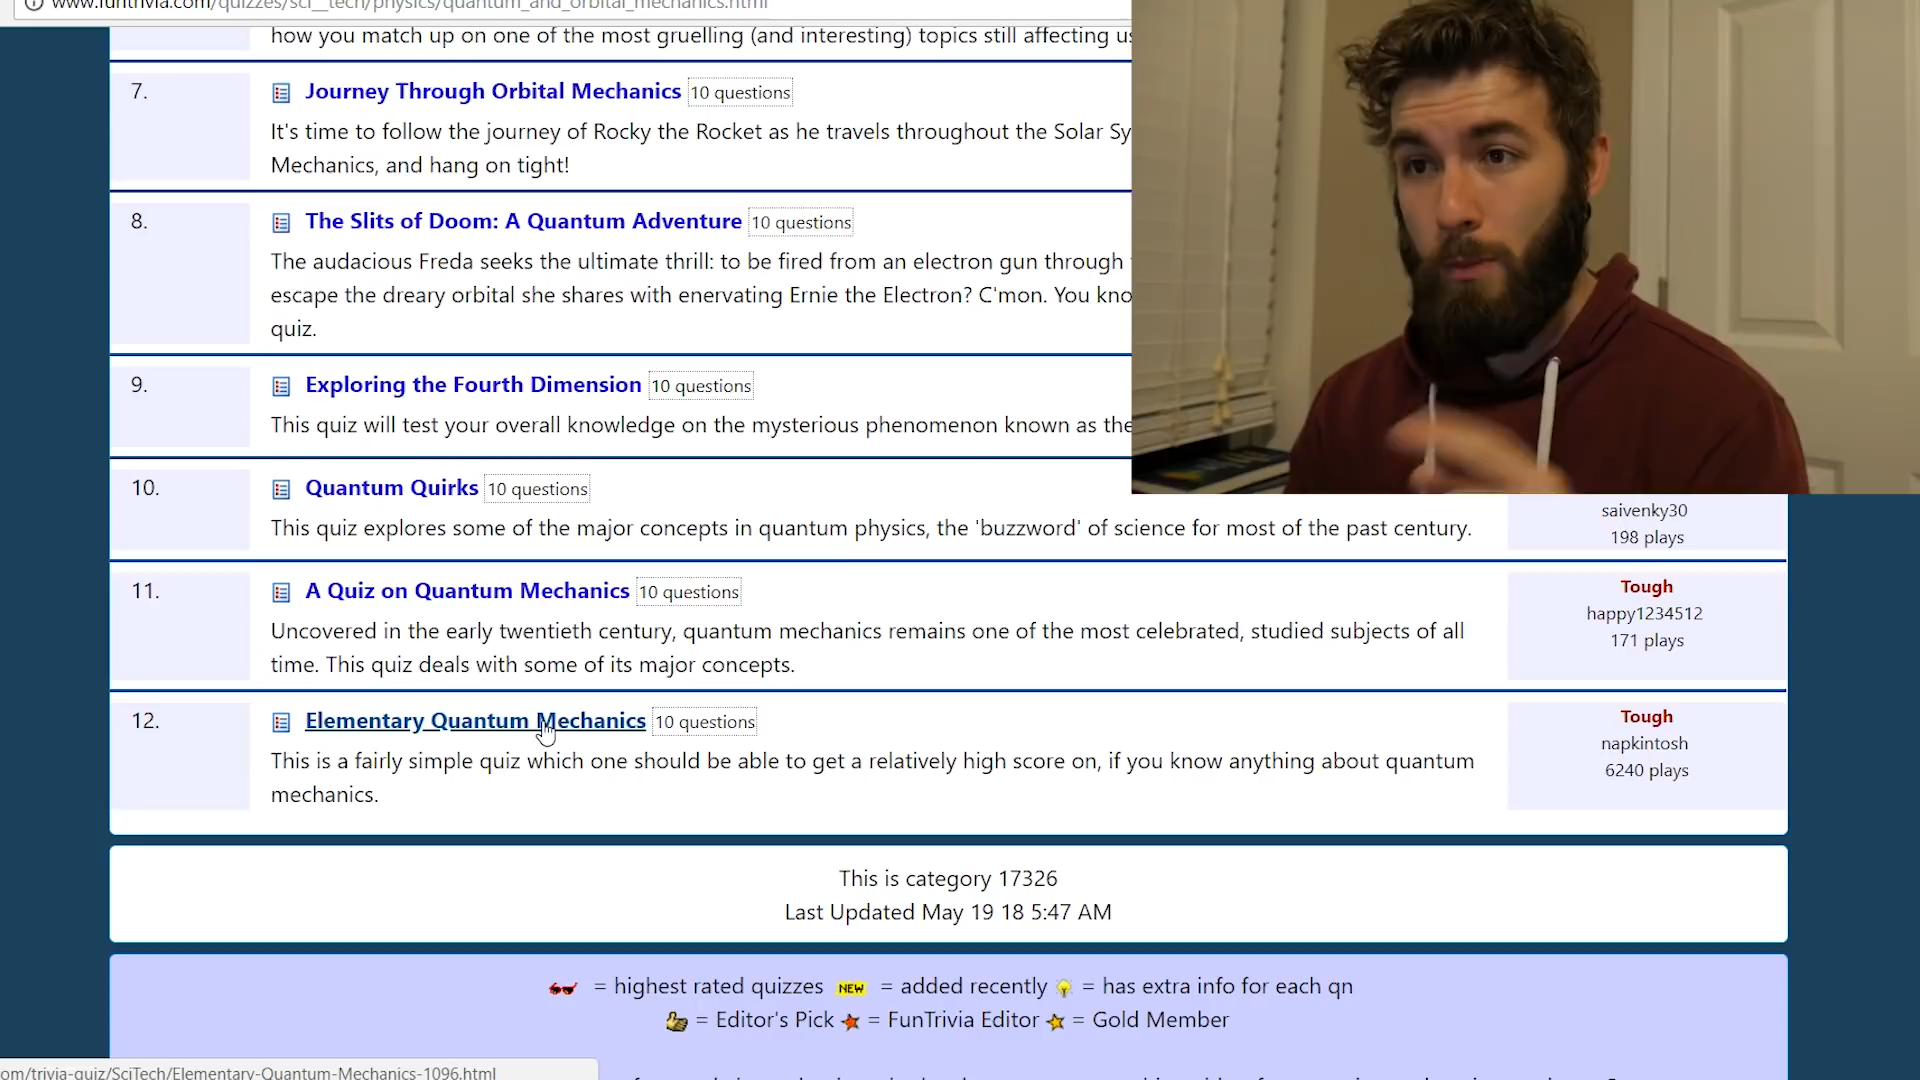 www.funtrivia.com/quizzes/sci__tech/physics/quantum_and_orbital_mechanics.html
how you match up on one of the most gruelling (and interesting) topics still affecting us
7. Journey Through Orbital Mechanics 10 questions
It's time to follow the journey of Rocky the Rocket as he travels throughout the Solar Sy
Mechanics, and hang on tight!
8. The Slits of Doom: A Quantum Adventure 10 questions
The audacious Freda seeks the ultimate thrill: to be fired from an electron gun through
escape the dreary orbital she shares with enervating Ernie the Electron? C'mon. You kno
quiz.
9. Exploring the Fourth Dimension 10 questions
This quiz will test your overall knowledge on the mysterious phenomenon known as the
10. Quantum Quirks 10 questions
This quiz explores some of the major concepts in quantum physics, the 'buzzword' of science for most of the past century.
saivenky30
198 plays
11. A Quiz on Quantum Mechanics 10 questions
Uncovered in the early twentieth century, quantum mechanics remains one of the most celebrated, studied subjects of all
time. This quiz deals with some of its major concepts.
Tough
happy1234512
171 plays
12. Elementary Quantum Mechanics 10 questions
This is a fairly simple quiz which one should be able to get a relatively high score on, if you know anything about quantum
mechanics.
Tough
napkintosh
6240 plays
This is category 17326
Last Updated May 19 18 5:47 AM
= highest rated quizzes NEW = added recently = has extra info for each qn
= Editor's Pick = FunTrivia Editor = Gold Member
om/trivia-quiz/SciTech/Elementary-Quantum-Mechanics-1096.html